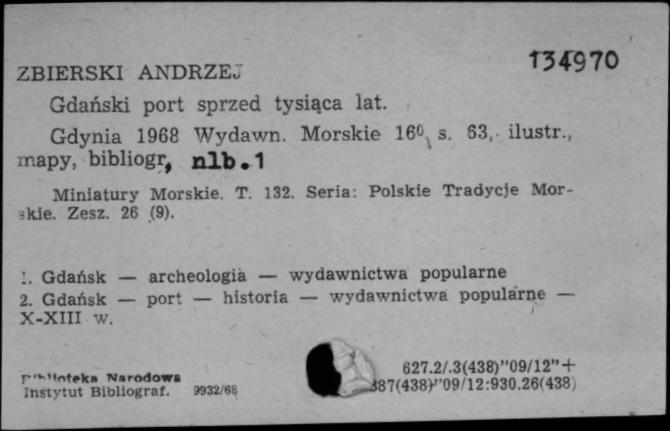 134970
ZBIERSKI ANDRZEJ
Gdański port sprzed tysiąca lat.
Gdynia 1968 Wydawn. Morskie 16⁰, s. 63, ilustr.,
mapy, bibliogr, nlb. 1
Miniatury Morskie. T. 132. Seria: Polskie Tradycje Mor-
skie. Zesz. 26 (9).
1. Gdańsk — archeologia — wydawnictwa popularne
2. Gdańsk — port — historia — wydawnictwa popularne —
X-XIII w.
627.2/.3(438)"09/12"+
Biblioteka Narodowa
387(438)"09/12:930.26(438)
Instytut Bibliograf. 9932/68